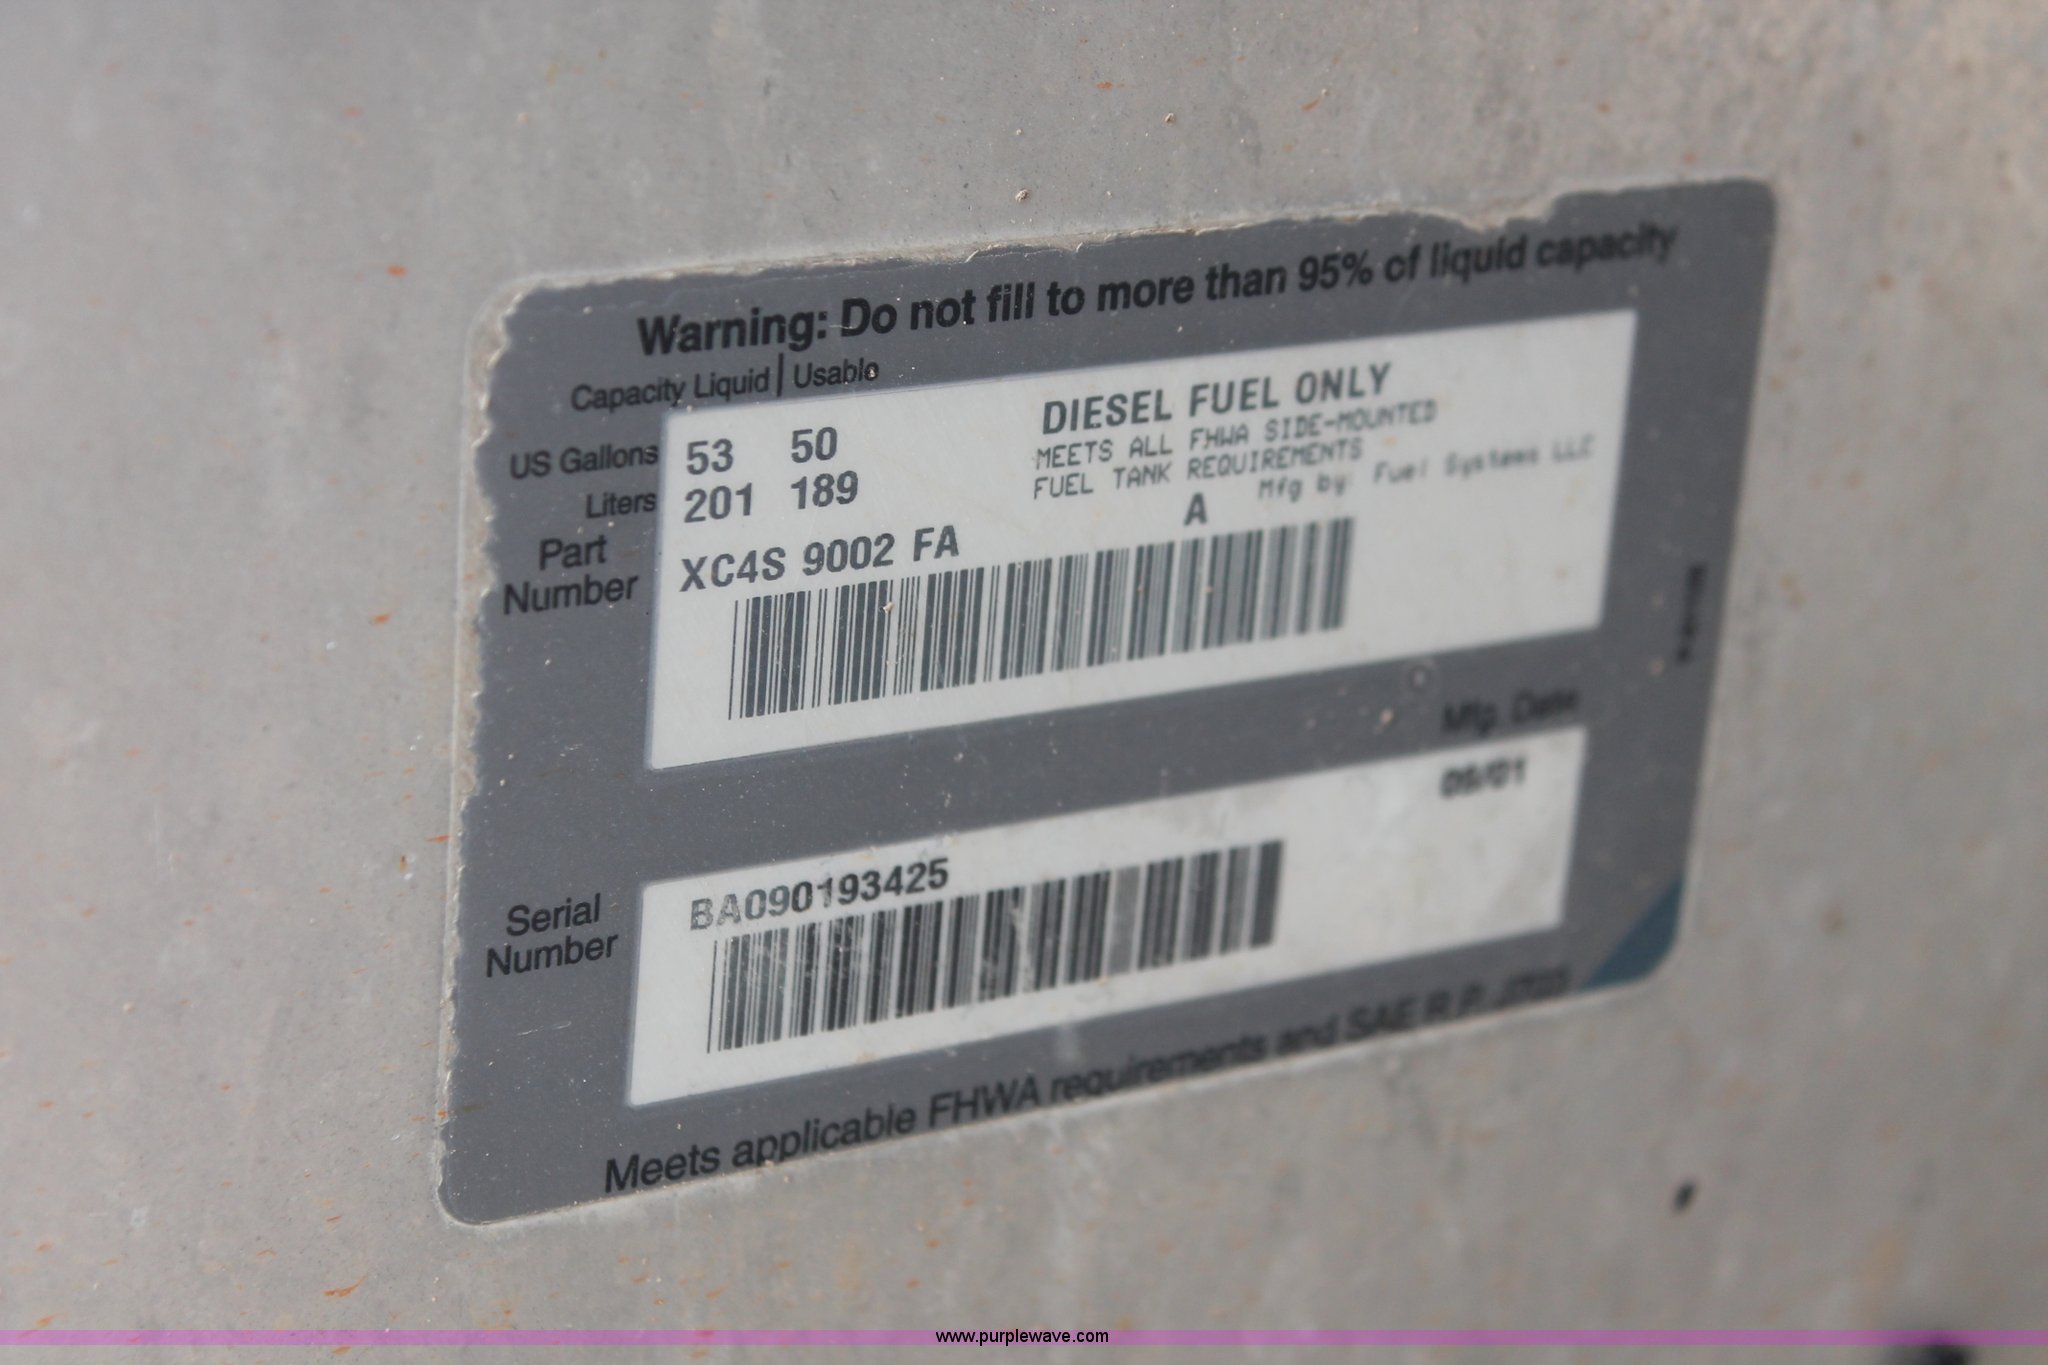 Warning: Do not fill to more than 95% of liquid capacity
Capacity Liquid | Usable
US Gallons 53 50
Liters 201 189
DIESEL FUEL ONLY
MEETS ALL FHWA SIDE-MOUNTED
FUEL TANK REQUIREMENTS
Mfg by: Fuel Systems LLC
A
Part Number XC4S 9002 FA
Mfg. Date
Serial Number BA090193425
Meets applicable FHWA requirements and SAE R.P. J703
www.purplewave.com